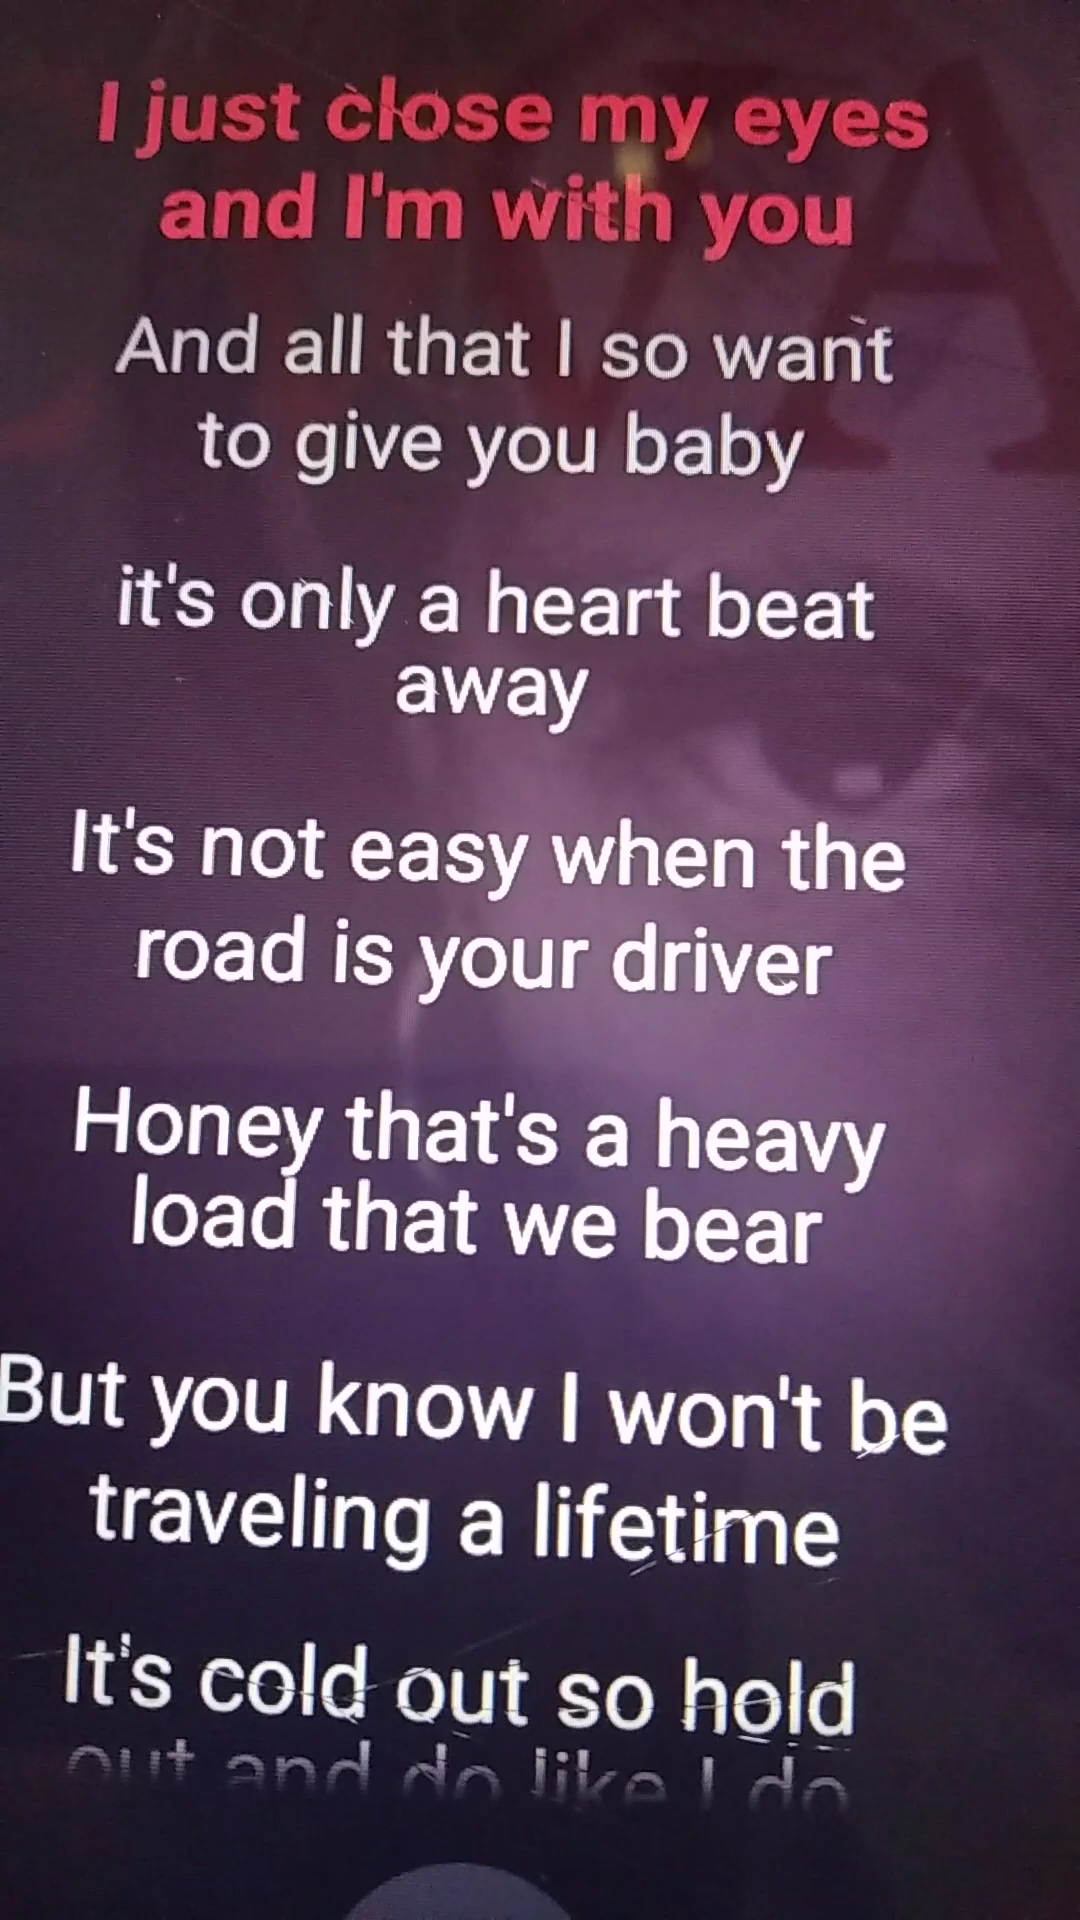 I just close my eyes
and I'm with you
And all that I so want
to give you baby
it's only a heart beat
away
It's not easy when the
road is your driver
Honey that's a heavy
load that we bear
But you know I won't be
traveling a lifetime
It's cold out so hold
out and do like I do